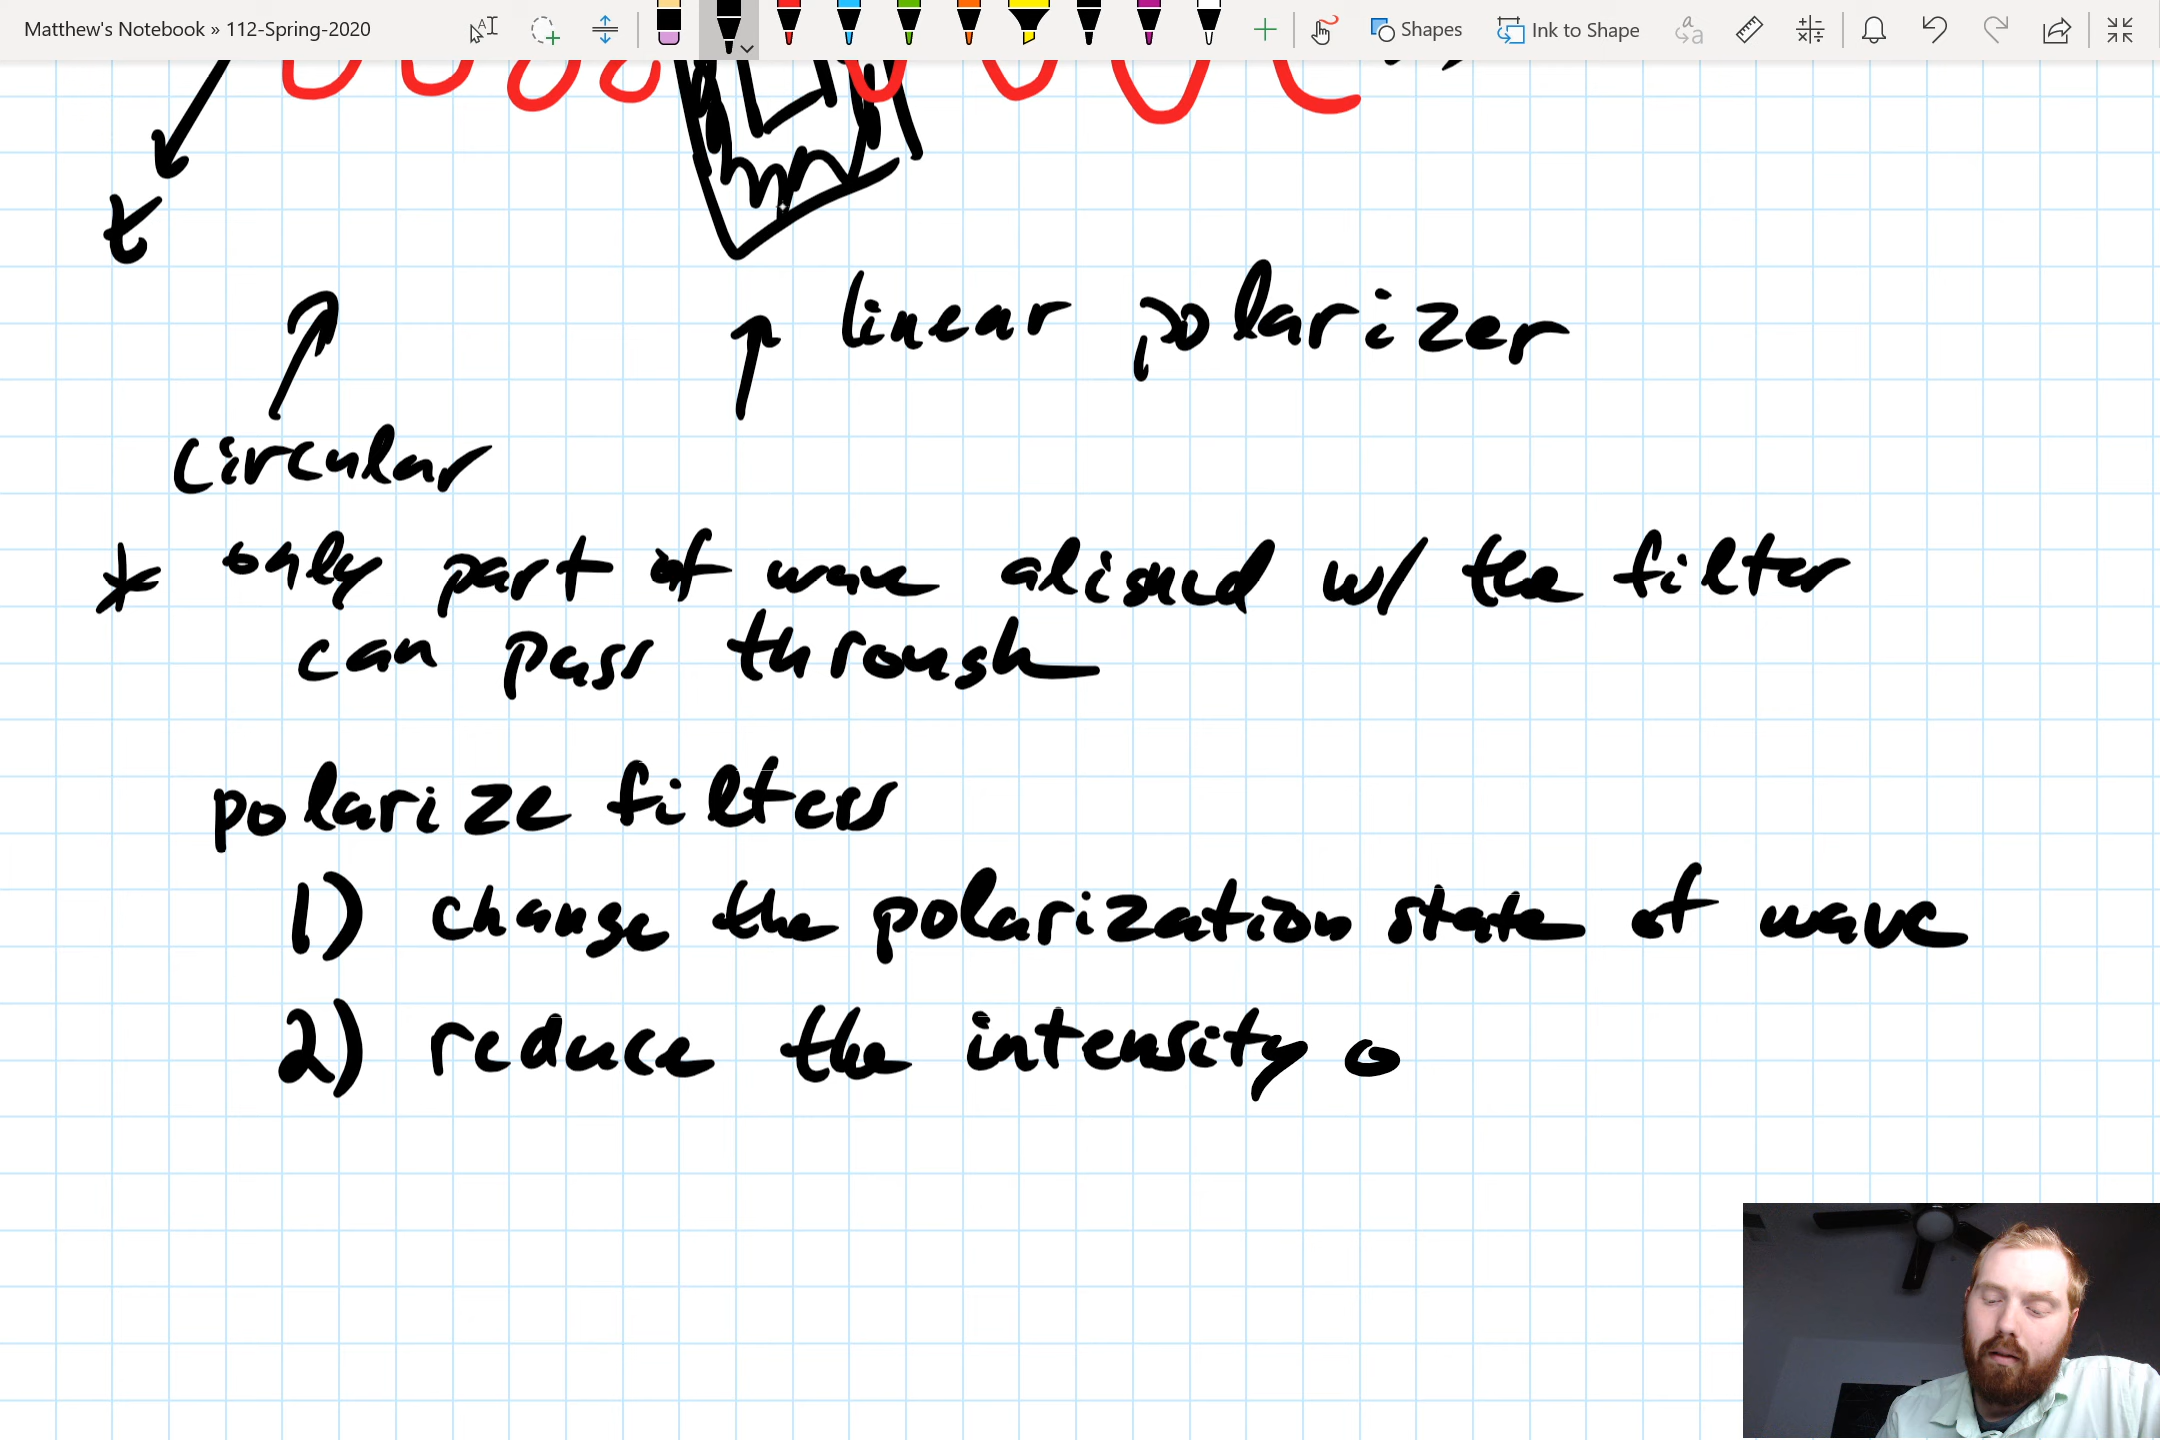 Matthew's Notebook » 112-Spring-2020
Shapes
Ink to Shape
t
linear polarizer
circular
* only part of wave aligned w/ the filter
can pass through
polarize filters
1) change the polarization state of wave
2) reduce the intensity o